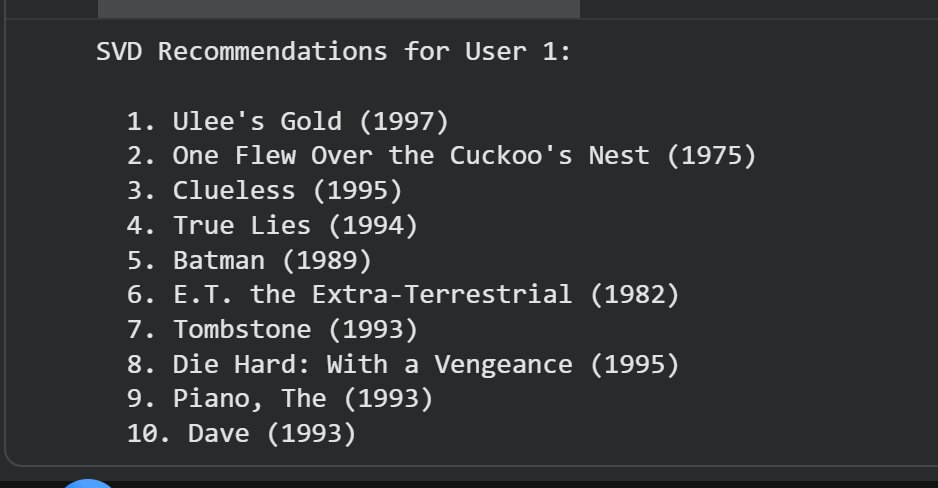 SVD Recommendations for User 1:
1. Ulee's Gold (1997)
2. One Flew Over the Cuckoo's Nest (1975)
3. Clueless (1995)
4. True Lies (1994)
5. Batman (1989)
6. E.T. the Extra-Terrestrial (1982)
7. Tombstone (1993)
8. Die Hard: With a Vengeance (1995)
9. Piano, The (1993)
10. Dave (1993)